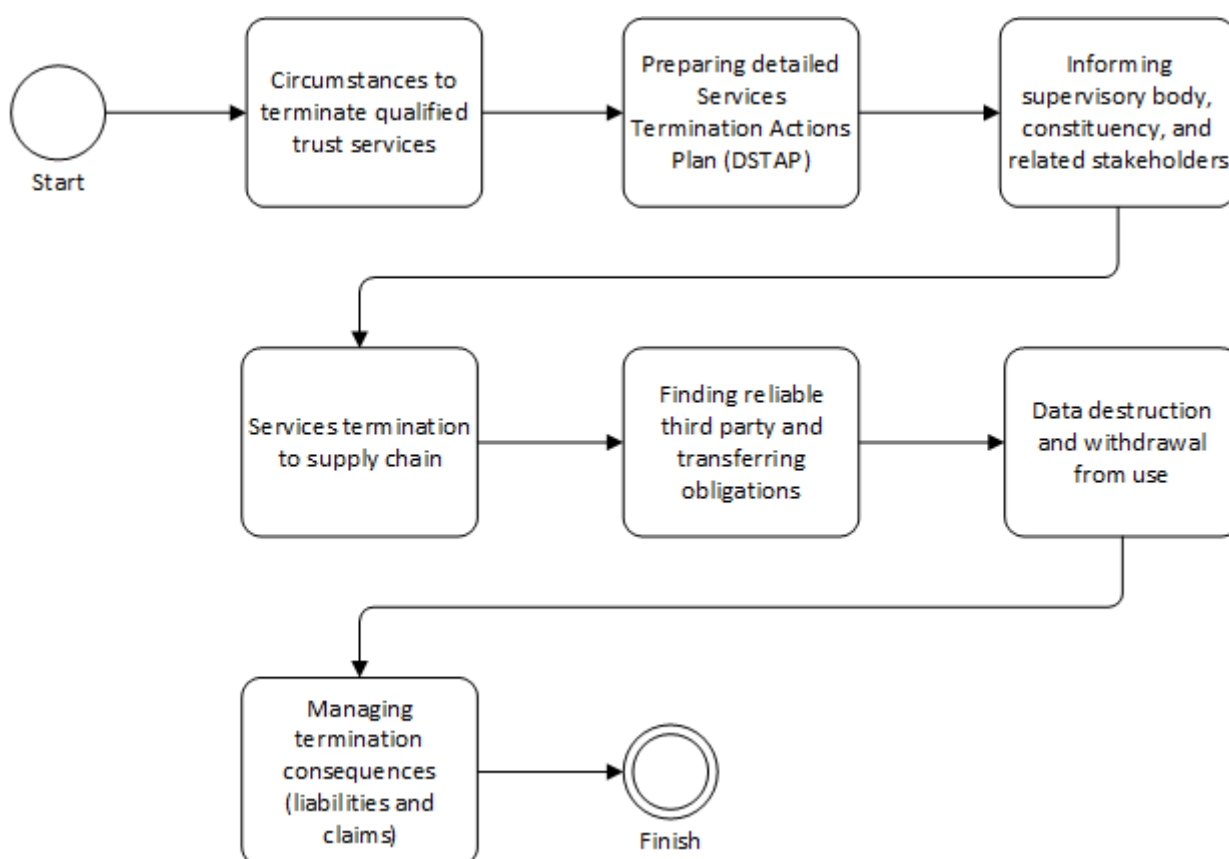 Start
Circumstances to
terminate qualified
trust services
Preparing detailed
Services
Termination Actions
Plan (DSTAP)
Informing
supervisory body,
constituency, and
related stakeholders
Services termination
to supply chain
Finding reliable
third party and
transferring
obligations
Data destruction
and withdrawal
from use
Managing
termination
consequences
(liabilities and
claims)
Finish